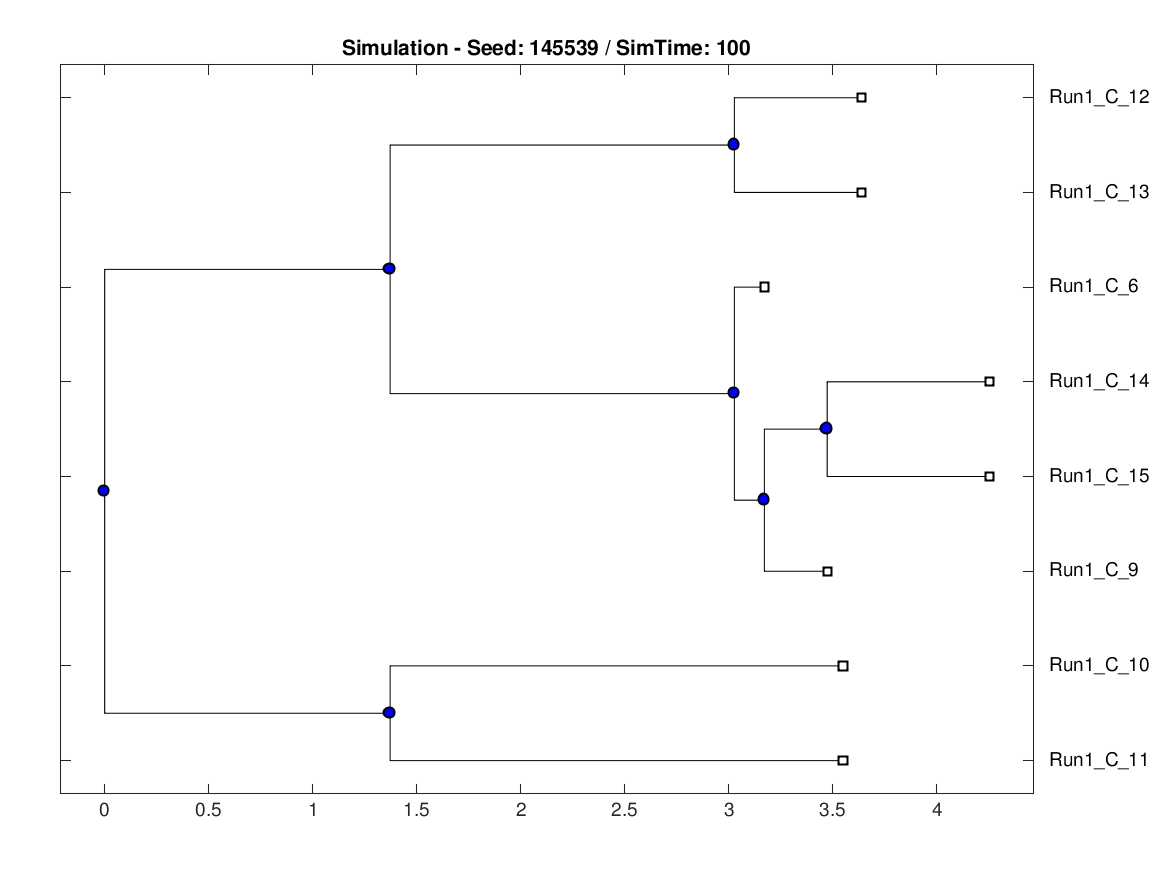 Simulation - Seed: 145539 / SimTime: 100
Run1_C_12
Run1_C_13
Run1_C_6
Run1_C_14
Run1_C_15
Run1_C_9
Run1_C_10
Run1_C_11
0 0.5 1 1.5 2 2.5 3 3.5 4